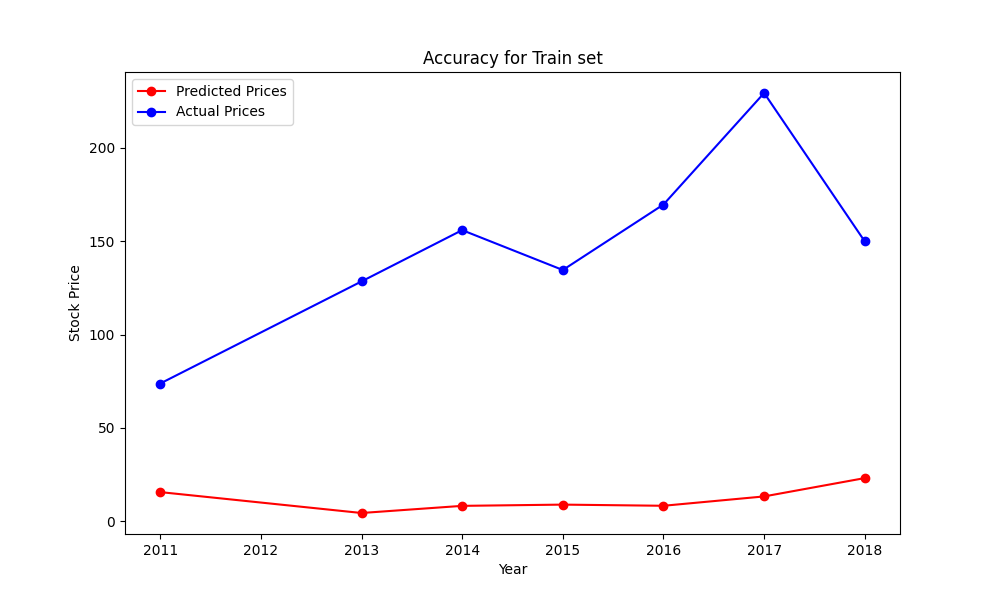 Accuracy for Train set
Predicted Prices
Actual Prices
Stock Price
200
150
100
50
0
2011 2012 2013 2014 2015 2016 2017 2018
Year